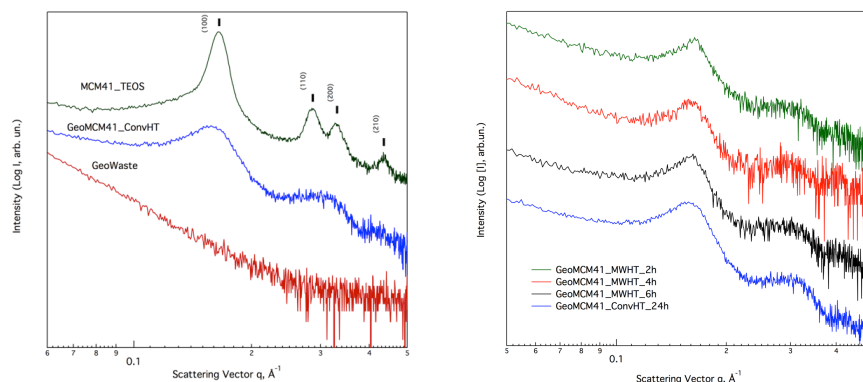 (100)
(110)
(200)
(210)
MCM41_TEOS
GeoMCM41_ConvHT
GeoWaste
Intensity (Log I, arb. un.)
6 7 8 9 0.1 2 3 4 5
Scattering Vector q, Å⁻¹
Intensity (Log [I], arb.un.)
GeoMCM41_MWHT_2h
GeoMCM41_MWHT_4h
GeoMCM41_MWHT_6h
GeoMCM41_ConvHT_24h
5 6 7 8 9 0.1 2 3 4
Scattering Vector q, Å⁻¹